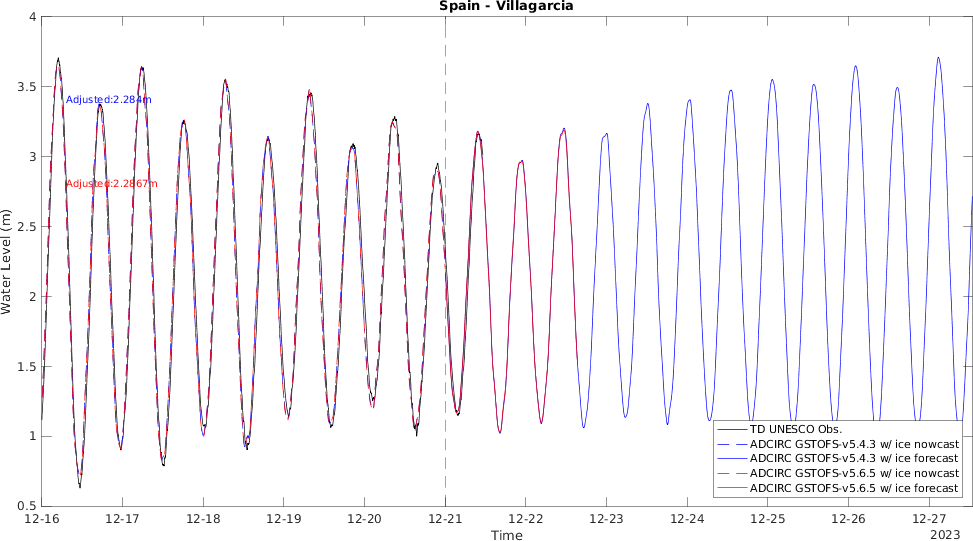 Spain - Villagarcia
4
3.5
3
2.5
2
1.5
1
0.5
Water Level (m)
Adjusted:2.284m
Adjusted:2.2867m
TD UNESCO Obs.
ADCIRC GSTOFS-v5.4.3 w/ ice nowcast
ADCIRC GSTOFS-v5.4.3 w/ ice forecast
ADCIRC GSTOFS-v5.6.5 w/ ice nowcast
ADCIRC GSTOFS-v5.6.5 w/ ice forecast
12-16 12-17 12-18 12-19 12-20 12-21 12-22 12-23 12-24 12-25 12-26 12-27
Time
2023